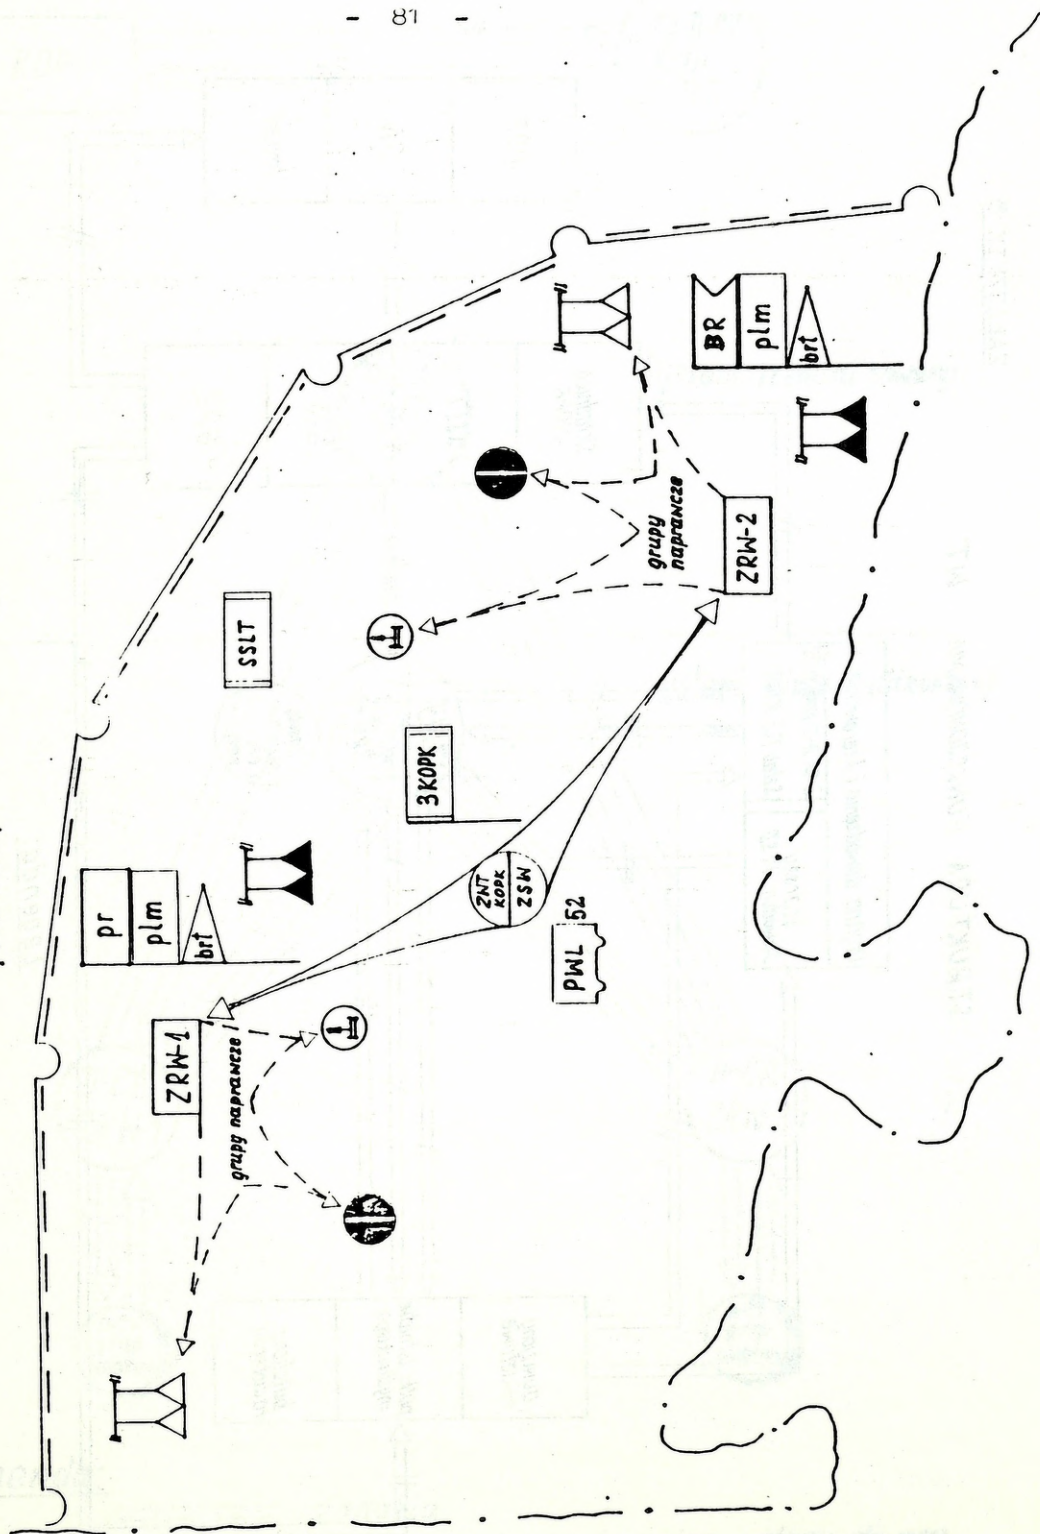 - 81 -
BR
plm
brt
grupy
naprawcze
ZRW-2
SSLT
3KOPK
ZWT
KOPK
ZSW
PWL 52
pr
plm
brt
ZRW-1
grupy naprawcze